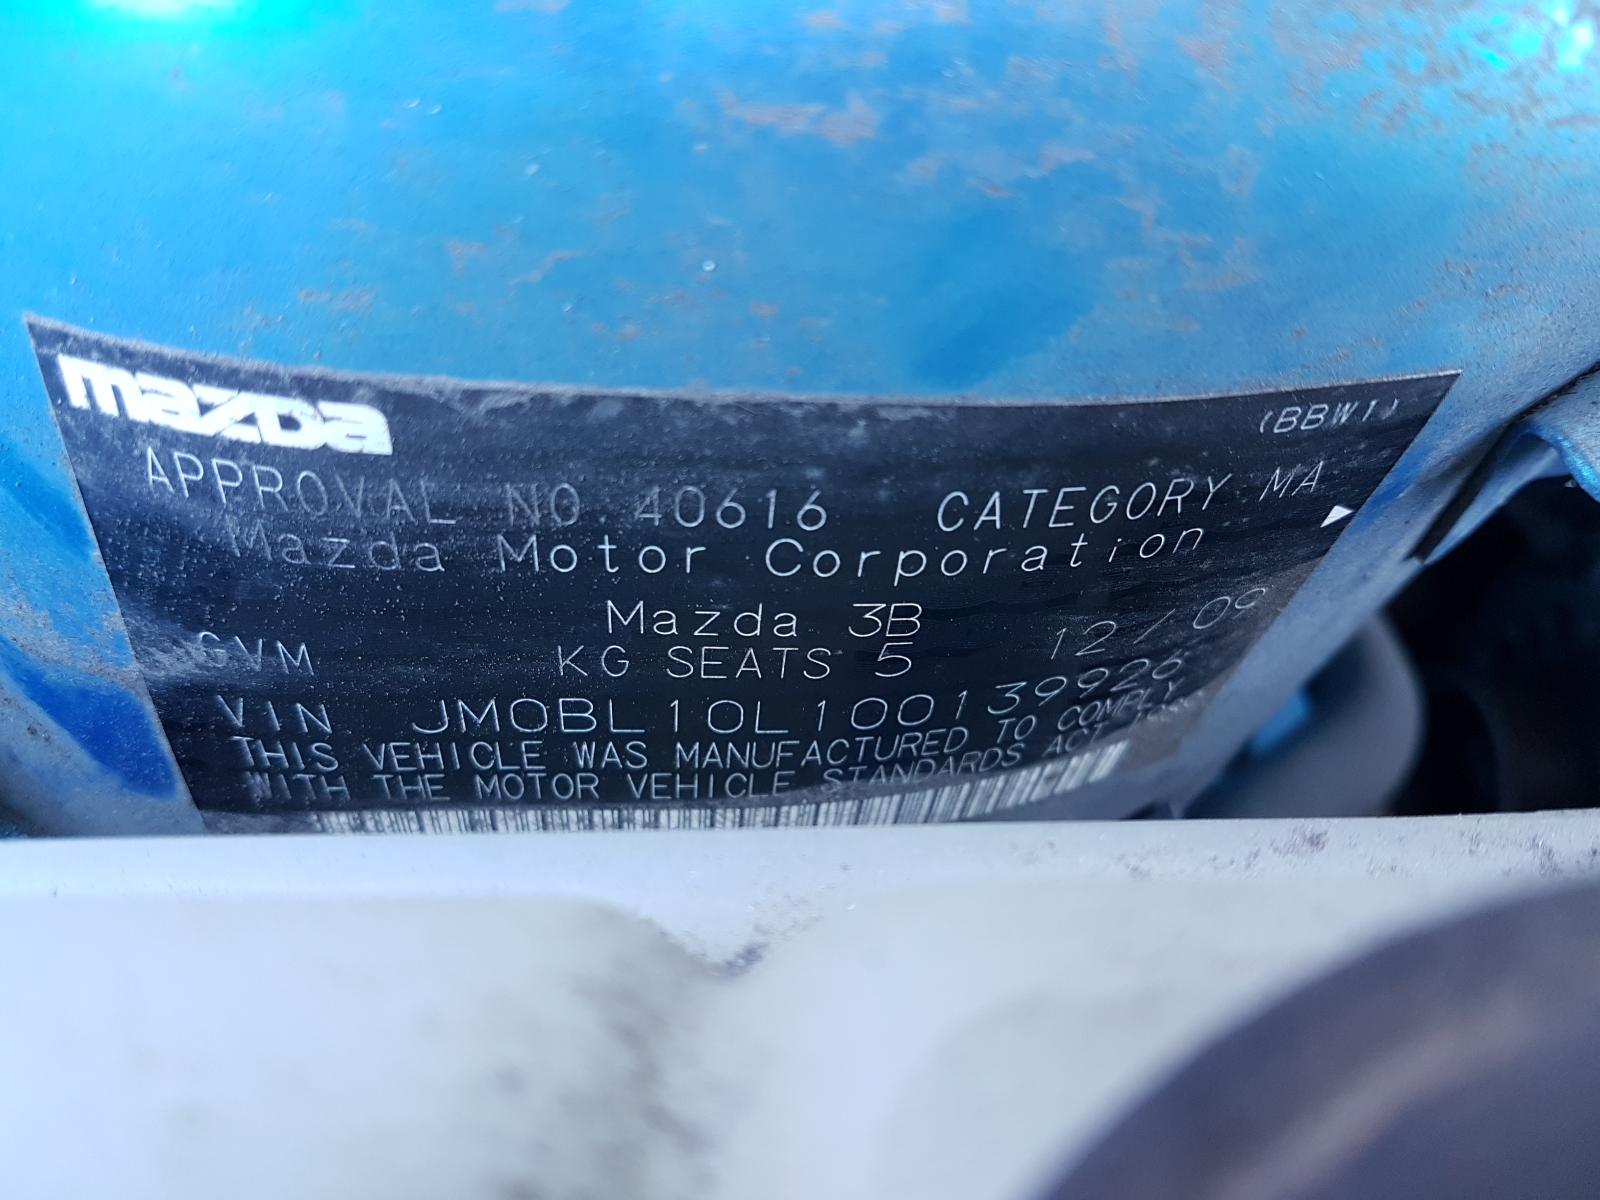 mazda
(BBW1)
APPROVAL NO. 40616 CATEGORY MA
Mazda Motor Corporation
Mazda 3B
12/09
GVM KG SEATS 5
VIN JM0BL10L100139926
THIS VEHICLE WAS MANUFACTURED TO COMPLY
WITH THE MOTOR VEHICLE STANDARDS ACT